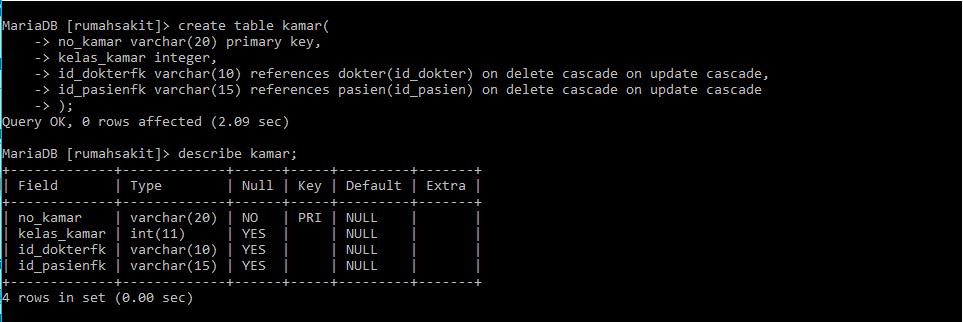 MariaDB [rumahsakit]> create table kamar(
    -> no_kamar varchar(20) primary key,
    -> kelas_kamar integer,
    -> id_dokterfk varchar(10) references dokter(id_dokter) on delete cascade on update cascade,
    -> id_pasienfk varchar(15) references pasien(id_pasien) on delete cascade on update cascade
    -> );
Query OK, 0 rows affected (2.09 sec)

MariaDB [rumahsakit]> describe kamar;
+-------------+-------------+------+-----+---------+-------+
| Field       | Type        | Null | Key | Default | Extra |
+-------------+-------------+------+-----+---------+-------+
| no_kamar    | varchar(20) | NO   | PRI | NULL    |       |
| kelas_kamar | int(11)     | YES  |     | NULL    |       |
| id_dokterfk | varchar(10) | YES  |     | NULL    |       |
| id_pasienfk | varchar(15) | YES  |     | NULL    |       |
+-------------+-------------+------+-----+---------+-------+
4 rows in set (0.00 sec)